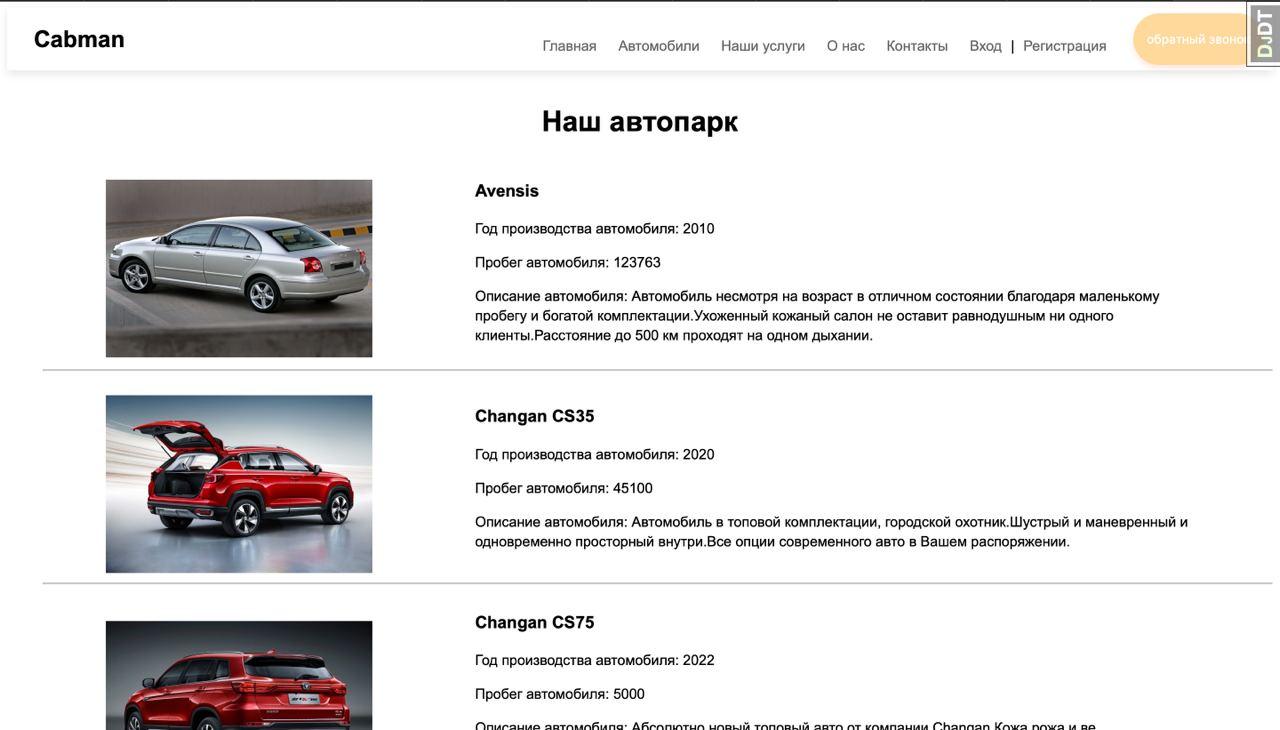 Cabman
Главная Автомобили Наши услуги О нас Контакты Вход | Регистрация
обратный звонок
DJDT
Наш автопарк
Avensis
Год производства автомобиля: 2010
Пробег автомобиля: 123763
Описание автомобиля: Автомобиль несмотря на возраст в отличном состоянии благодаря маленькому
пробегу и богатой комплектации.Ухоженный кожаный салон не оставит равнодушным ни одного
клиенты.Расстояние до 500 км проходят на одном дыхании.
Changan CS35
Год производства автомобиля: 2020
Пробег автомобиля: 45100
Описание автомобиля: Автомобиль в топовой комплектации, городской охотник.Шустрый и маневренный и
одновременно просторный внутри.Все опции современного авто в Вашем распоряжении.
Changan CS75
Год производства автомобиля: 2022
Пробег автомобиля: 5000
Описание автомобиля: Абсолютно новый топовый авто от компании Changan.Кожа рожа и ве